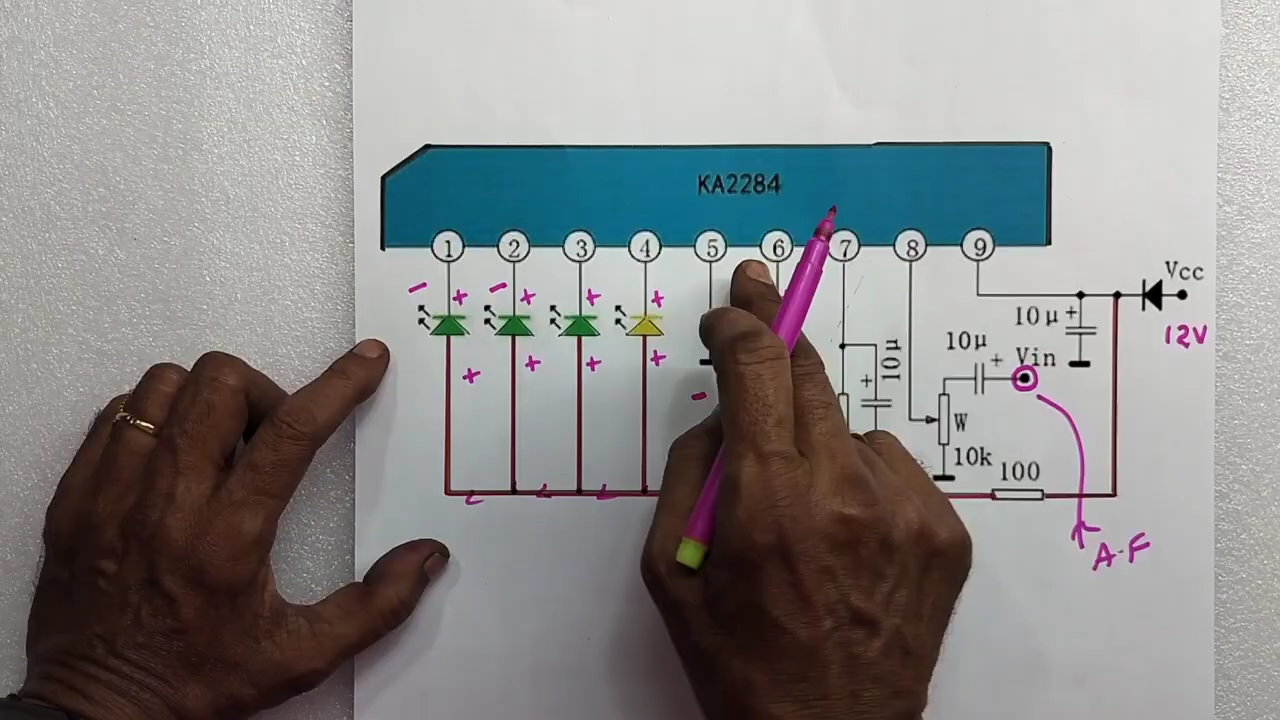 KA2284
1 2 3 4 5 6 7 8 9
Vcc
12V
10μ +
10μ
+ Vin
10μ
+
W
10k
100
A-F
- + - + + +
+ + + +
-